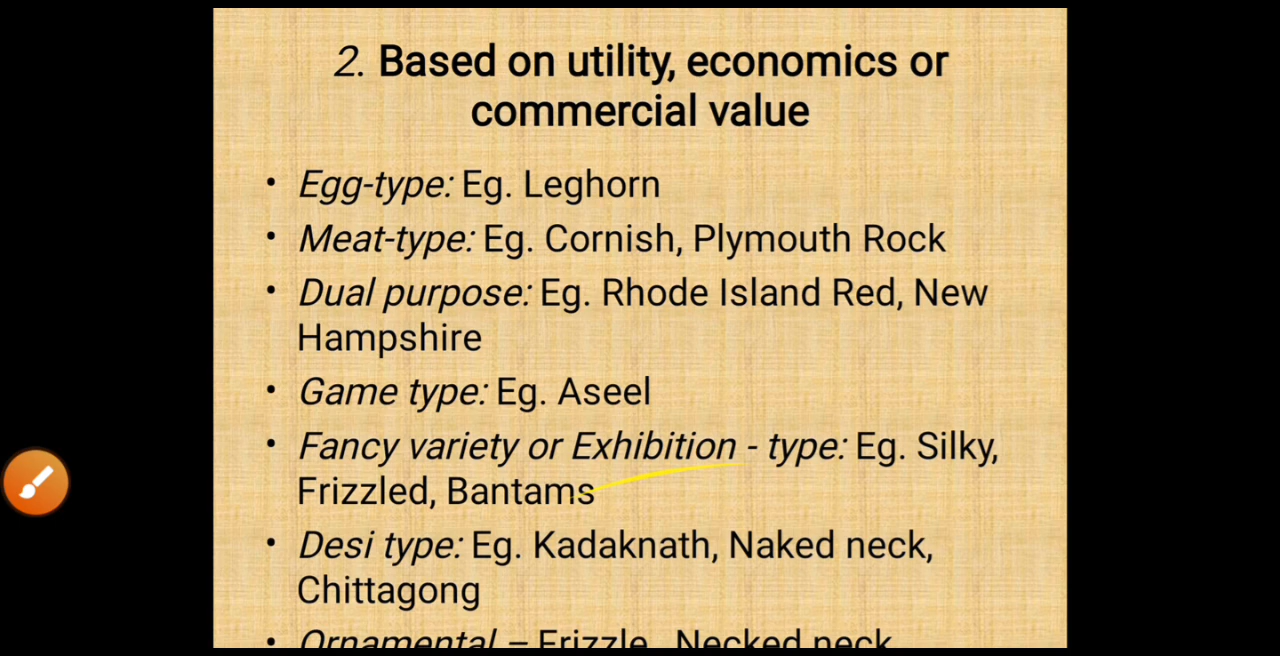 2. Based on utility, economics or
commercial value
• Egg-type: Eg. Leghorn
• Meat-type: Eg. Cornish, Plymouth Rock
• Dual purpose: Eg. Rhode Island Red, New
Hampshire
• Game type: Eg. Aseel
• Fancy variety or Exhibition - type: Eg. Silky,
Frizzled, Bantams
• Desi type: Eg. Kadaknath, Naked neck,
Chittagong
• Ornamental – Frizzle, Necked neck